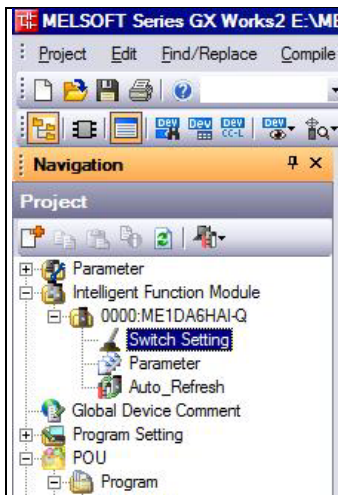 MELSOFT Series GX Works2 E:\ME
Project Edit Find/Replace Compile
DEV DEV DEV CC-L DEV
Navigation
Project
Parameter
Intelligent Function Module
0000:ME1DA6HAI-Q
Switch Setting
Parameter
Auto_Refresh
Global Device Comment
Program Setting
POU
Program